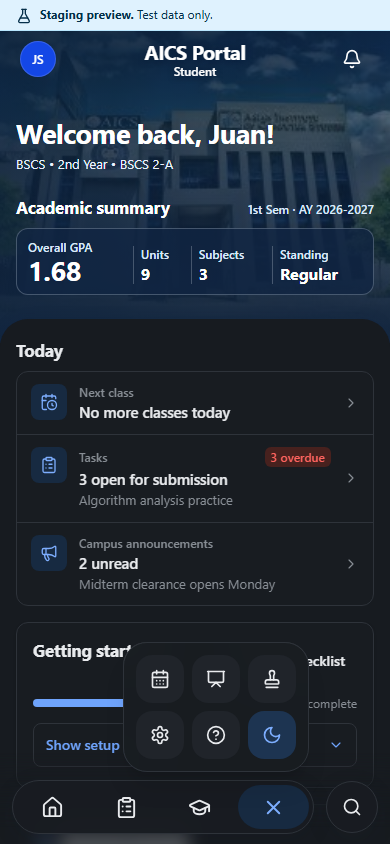 Staging preview. Test data only.
JS
AICS Portal
Student
Welcome back, Juan!
BSCS • 2nd Year • BSCS 2-A
Academic summary
1st Sem · AY 2026-2027
Overall GPA
1.68
Units
9
Subjects
3
Standing
Regular
Today
Next class
No more classes today
Tasks
3 overdue
3 open for submission
Algorithm analysis practice
Campus announcements
2 unread
Midterm clearance opens Monday
Getting
complete
Show setup